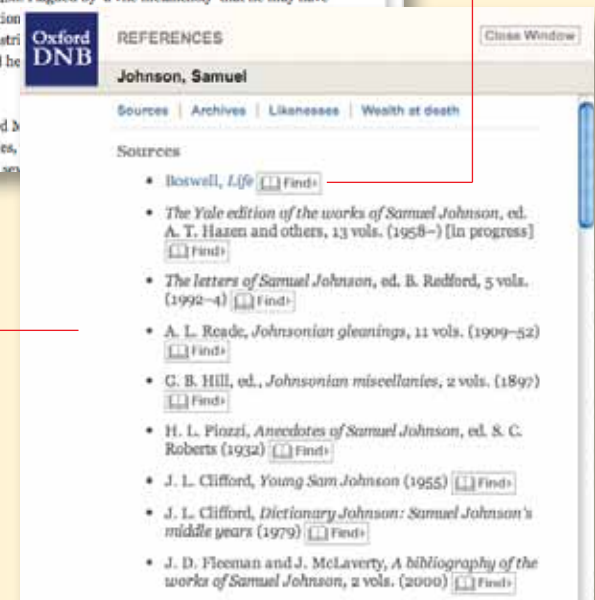 Oxford
DNB
REFERENCES
Close Window
Johnson, Samuel
Sources | Archives | Likenesses | Wealth at death
Sources
• Boswell, Life Find›
• The Yale edition of the works of Samuel Johnson, ed.
A. T. Hazen and others, 13 vols. (1958–) [in progress]
Find›
• The letters of Samuel Johnson, ed. B. Redford, 5 vols.
(1992–4) Find›
• A. L. Reade, Johnsonian gleanings, 11 vols. (1909–52)
Find›
• G. B. Hill, ed., Johnsonian miscellanies, 2 vols. (1897)
Find›
• H. L. Piozzi, Anecdotes of Samuel Johnson, ed. S. C.
Roberts (1932) Find›
• J. L. Clifford, Young Sam Johnson (1955) Find›
• J. L. Clifford, Dictionary Johnson: Samuel Johnson's
middle years (1979) Find›
• J. D. Fleeman and J. McLaverty, A bibliography of the
works of Samuel Johnson, 2 vols. (2000) Find›